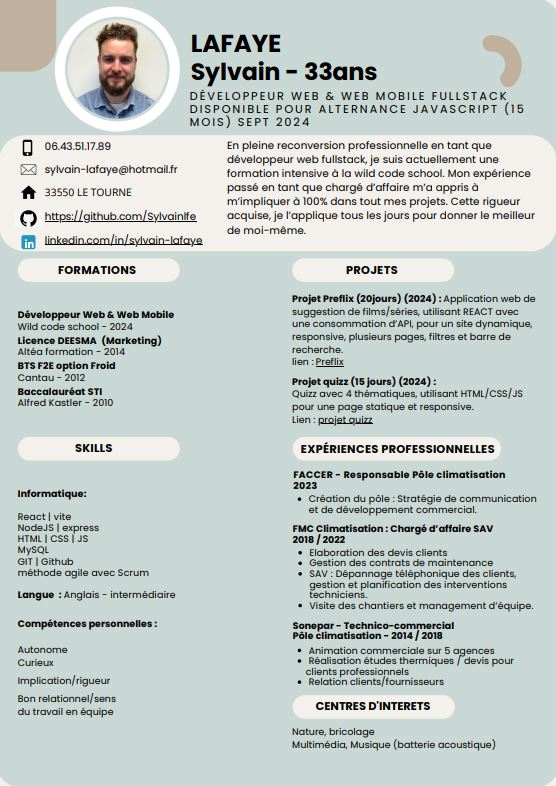 LAFAYE
Sylvain - 33ans
DÉVELOPPEUR WEB & WEB MOBILE FULLSTACK
DISPONIBLE POUR ALTERNANCE JAVASCRIPT (15
MOIS) SEPT 2024
06.43.51.17.89
sylvain-lafaye@hotmail.fr
33550 LE TOURNE
https://github.com/Sylvainlfe
linkedin.com/in/sylvain-lafaye
En pleine reconversion professionnelle en tant que
développeur web fullstack, je suis actuellement une
formation intensive à la wild code school. Mon expérience
passé en tant que chargé d'affaire m'a appris à
m'impliquer à 100% dans tout mes projets. Cette rigueur
acquise, je l'applique tous les jours pour donner le meilleur
de moi-même.
FORMATIONS
Développeur Web & Web Mobile
Wild code school - 2024
Licence DEESMA (Marketing)
Altéa formation - 2014
BTS F2E option Froid
Cantau - 2012
Baccalauréat STI
Alfred Kastler - 2010
SKILLS
Informatique:
React | vite
NodeJS | express
HTML | CSS | JS
MySQL
GIT | Github
méthode agile avec Scrum
Langue : Anglais - intermédiaire
Compétences personnelles :
Autonome
Curieux
Implication/rigueur
Bon relationnel/sens
du travail en équipe
PROJETS
Projet Preflix (20jours) (2024) : Application web de
suggestion de films/séries, utilisant REACT avec
une consommation d'API, pour un site dynamique,
responsive, plusieurs pages, filtres et barre de
recherche.
lien : Preflix
Projet quizz (15 jours) (2024) :
Quizz avec 4 thématiques, utilisant HTML/CSS/JS
pour une page statique et responsive.
Lien : projet quizz
EXPÉRIENCES PROFESSIONNELLES
FACCER - Responsable Pôle climatisation
2023
• Création du pôle : Stratégie de communication
et de développement commercial.
FMC Climatisation : Chargé d'affaire SAV
2018 / 2022
• Elaboration des devis clients
• Gestion des contrats de maintenance
• SAV : Dépannage téléphonique des clients,
gestion et planification des interventions
techniciens.
• Visite des chantiers et management d'équipe.
Sonepar - Technico-commercial
Pôle climatisation - 2014 / 2018
• Animation commerciale sur 5 agences
• Réalisation études thermiques / devis pour
clients professionnels
• Relation clients/fournisseurs
CENTRES D'INTERETS
Nature, bricolage
Multimédia, Musique (batterie acoustique)